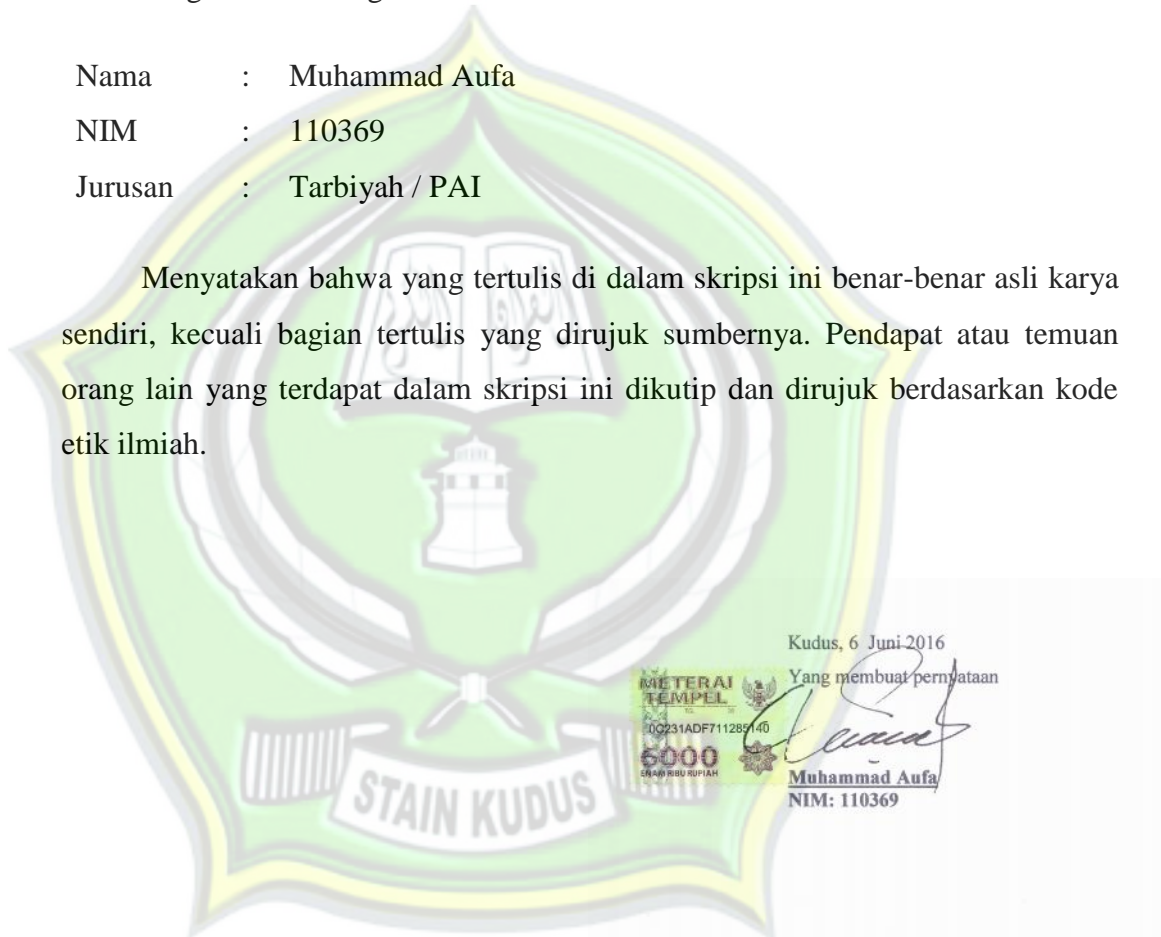 Nama : Muhammad Aufa
NIM : 110369
Jurusan : Tarbiyah / PAI
Menyatakan bahwa yang tertulis di dalam skripsi ini benar-benar asli karya
sendiri, kecuali bagian tertulis yang dirujuk sumbernya. Pendapat atau temuan
orang lain yang terdapat dalam skripsi ini dikutip dan dirujuk berdasarkan kode
etik ilmiah.
Kudus, 6 Juni 2016
Yang membuat pernyataan
METERAI
TEMPEL
0C231ADF711285140
6000
ENAM RIBU RUPIAH
Muhammad Aufa
NIM: 110369
STAIN KUDUS